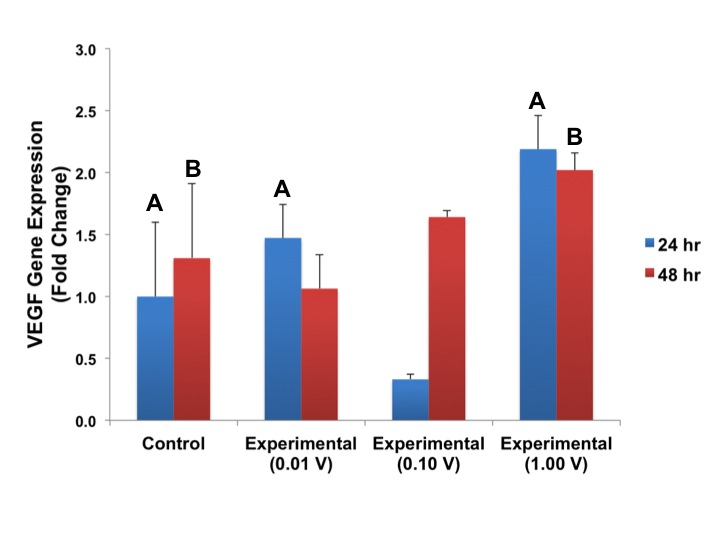 VEGF Gene Expression
(Fold Change)
3.0
2.5
2.0
1.5
1.0
0.5
0.0
A
B
A
A
B
Control
Experimental
(0.01 V)
Experimental
(0.10 V)
Experimental
(1.00 V)
24 hr
48 hr